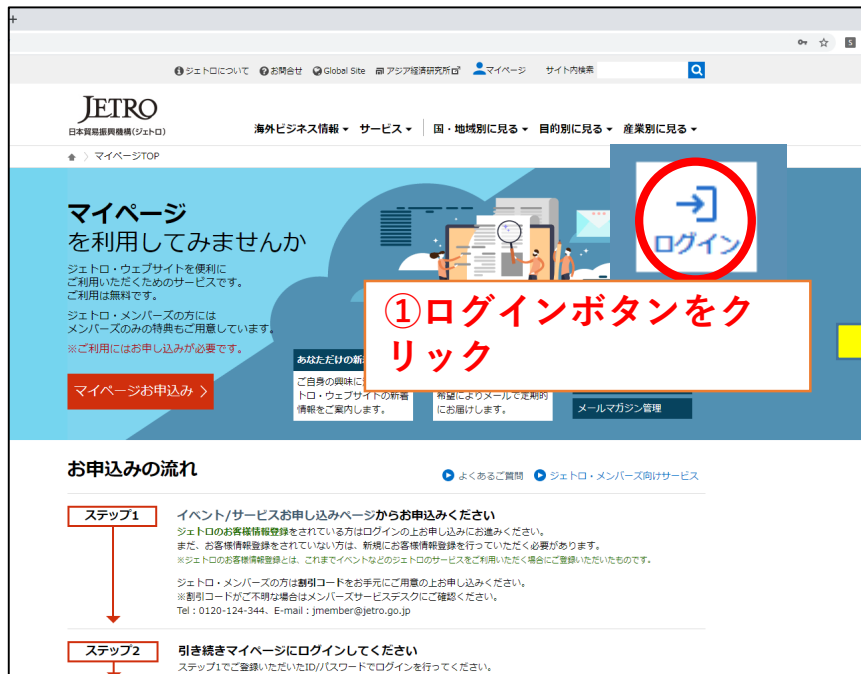 +
S
ジェトロについて お問合せ Global Site アジア経済研究所 マイページ サイト内検索
JETRO
日本貿易振興機構(ジェトロ)
海外ビジネス情報 サービス 国・地域別に見る 目的別に見る 産業別に見る
マイページTOP
マイページ
を利用してみませんか
ジェトロ・ウェブサイトを便利に
ご利用いただくためのサービスです。
ご利用は無料です。
ジェトロ・メンバーズの方には
メンバーズのみの特典もご用意しています。
※ご利用にはお申し込みが必要です。
マイページお申込み
ログイン
①ログインボタンをク
リック
あなただけの新
ご自身の興味に
トロ・ウェブサイトの新着
情報をご案内します。
希望によりメールで定期的
にお届けします。
メールマガジン管理
お申込みの流れ
よくあるご質問 ジェトロ・メンバーズ向けサービス
ステップ1
イベント/サービスお申し込みページからお申込みください
ジェトロのお客様情報登録をされている方はログインの上お申し込みにお進みください。
まだ、お客様情報登録をされていない方は、新規にお客様情報登録を行っていただく必要があります。
※ジェトロのお客様情報登録とは、これまでイベントなどのジェトロのサービスをご利用いただく場合にご登録いただいたものです。
ジェトロ・メンバーズの方は割引コードをお手元にご用意の上お申し込みください。
※割引コードがご不明な場合はメンバーズサービスデスクにご確認ください。
Tel：0120-124-344、E-mail：jmember@jetro.go.jp
ステップ2
引き続きマイページにログインしてください
ステップ1でご登録いただいたID/パスワードでログインを行ってください。